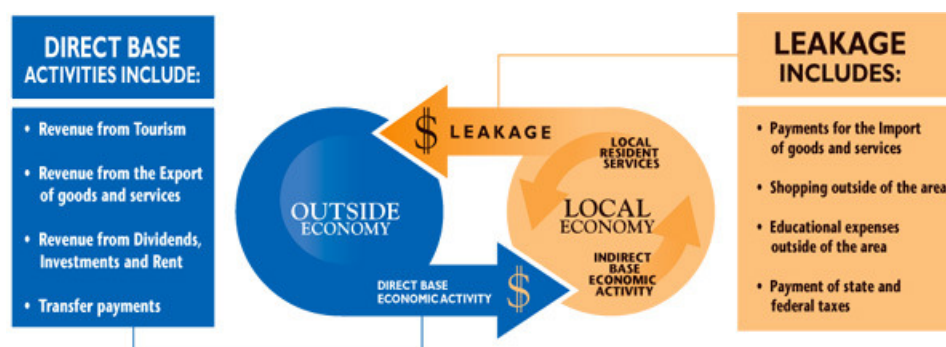 DIRECT BASE
ACTIVITIES INCLUDE:
• Revenue from Tourism
• Revenue from the Export
of goods and services
• Revenue from Dividends,
Investments and Rent
• Transfer payments
$ LEAKAGE
OUTSIDE
ECONOMY
DIRECT BASE
ECONOMIC ACTIVITY $
LOCAL
RESIDENT
SERVICES
LOCAL
ECONOMY
INDIRECT
BASE
ECONOMIC
ACTIVITY
LEAKAGE
INCLUDES:
• Payments for the Import
of goods and services
• Shopping outside of the area
• Educational expenses
outside of the area
• Payment of state and
federal taxes